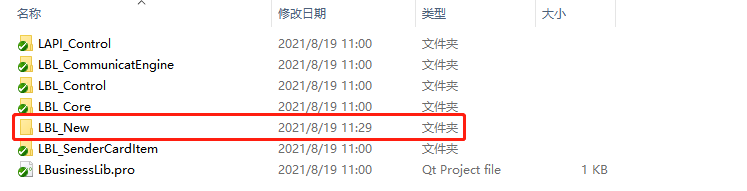 名称 修改日期 类型 大小
LAPI_Control 2021/8/19 11:00 文件夹
LBL_CommunicatEngine 2021/8/19 11:00 文件夹
LBL_Control 2021/8/19 11:00 文件夹
LBL_Core 2021/8/19 11:00 文件夹
LBL_New 2021/8/19 11:29 文件夹
LBL_SenderCardItem 2021/8/19 11:00 文件夹
LBusinessLib.pro 2021/8/19 11:00 Qt Project file 1 KB